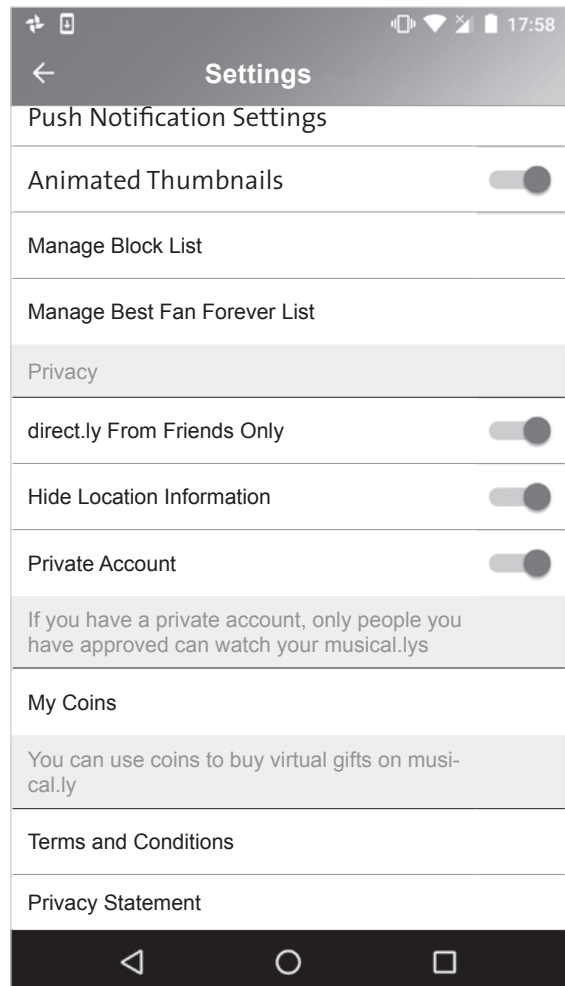 17:58
Settings
Push Notification Settings
Animated Thumbnails
Manage Block List
Manage Best Fan Forever List
Privacy
direct.ly From Friends Only
Hide Location Information
Private Account
If you have a private account, only people you
have approved can watch your musical.lys
My Coins
You can use coins to buy virtual gifts on musi-
cal.ly
Terms and Conditions
Privacy Statement